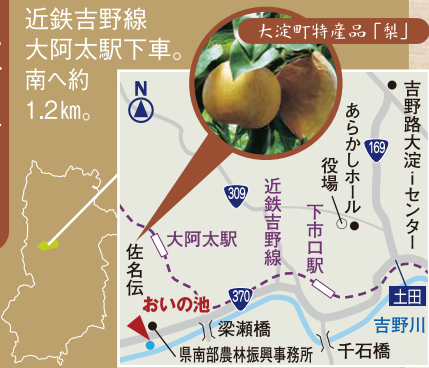 近鉄吉野線
大阿太駅下車。
南へ約
1.2km。
大淀町特産品「梨」
N
169
309
370
吉野路大淀iセンター
あらかしホール
役場
近鉄吉野線
下市口駅
大阿太駅
佐名伝
おいの池
土田
吉野川
梁瀬橋
県南部農林振興事務所
千石橋